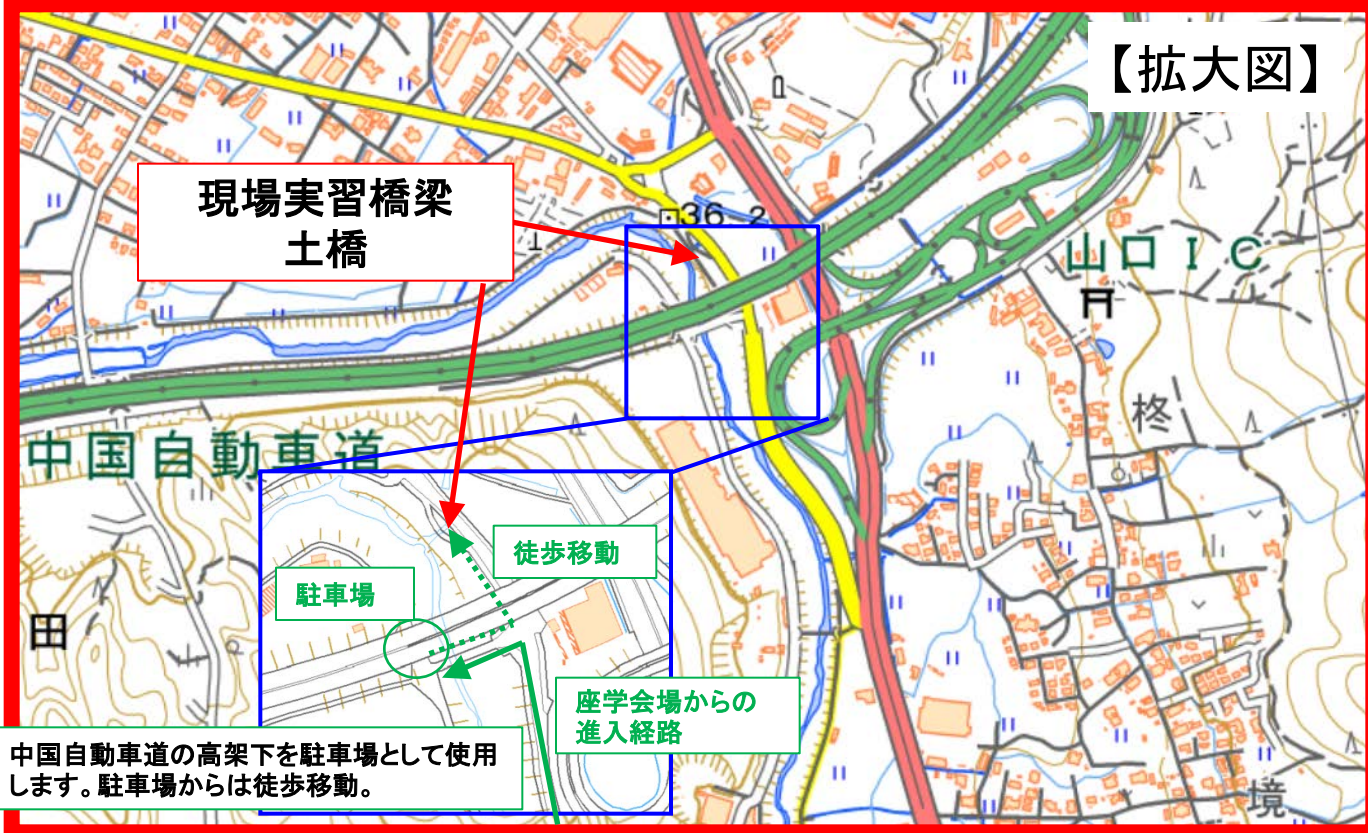 【拡大図】
現場実習橋梁
土橋
36.2
山口IC
柊
中国自動車道
徒歩移動
駐車場
田
座学会場からの
進入経路
中国自動車道の高架下を駐車場として使用
します。駐車場からは徒歩移動。
境